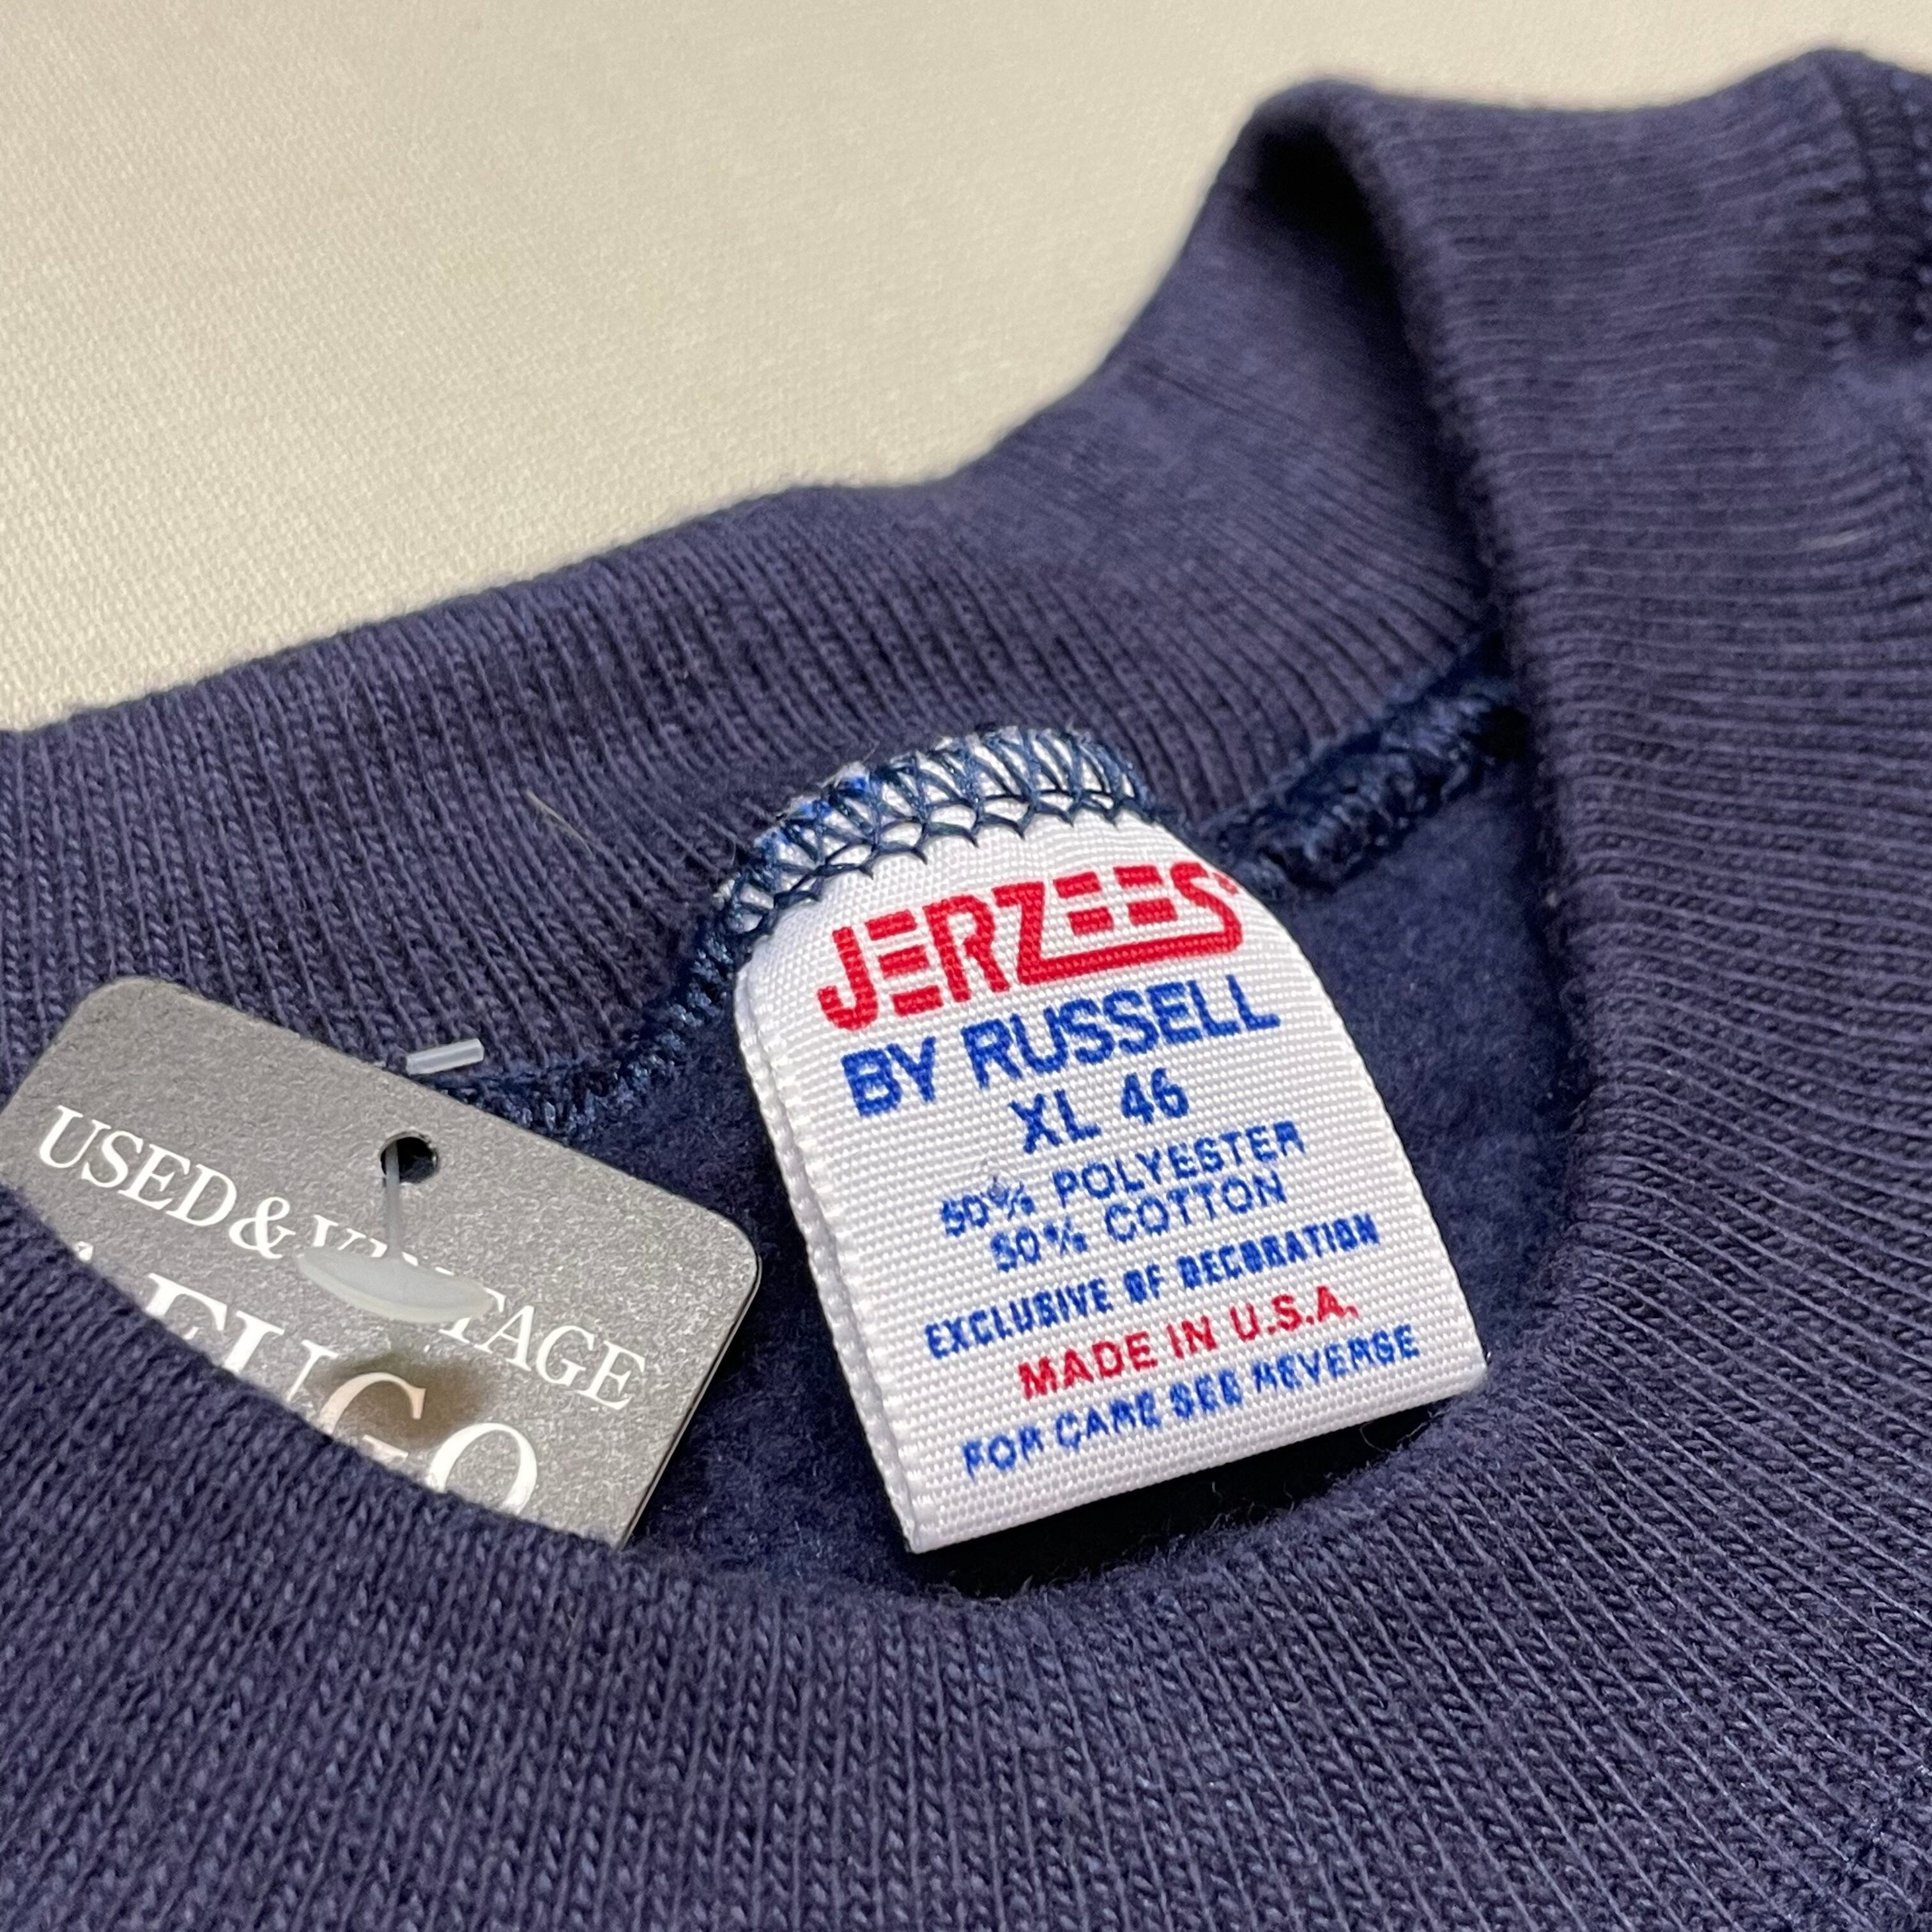 JERZEES
BY RUSSELL
XL 46
50% POLYESTER
50% COTTON
EXCLUSIVE OF DECORATION
MADE IN U.S.A.
FOR CARE SEE REVERSE
USED & VINTAGE